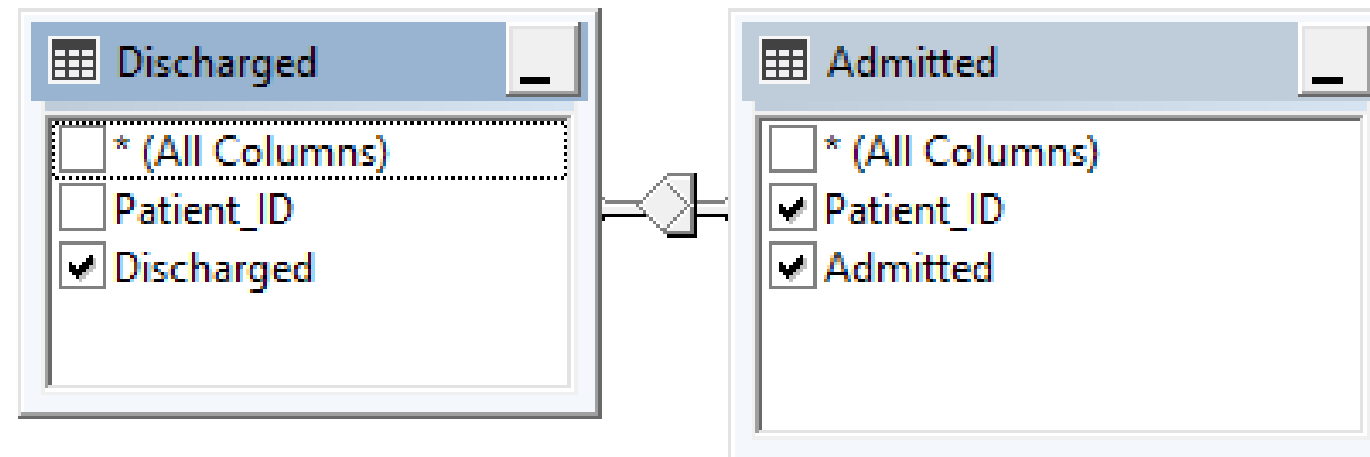 Discharged
* (All Columns)
Patient_ID
Discharged
Admitted
* (All Columns)
Patient_ID
Admitted